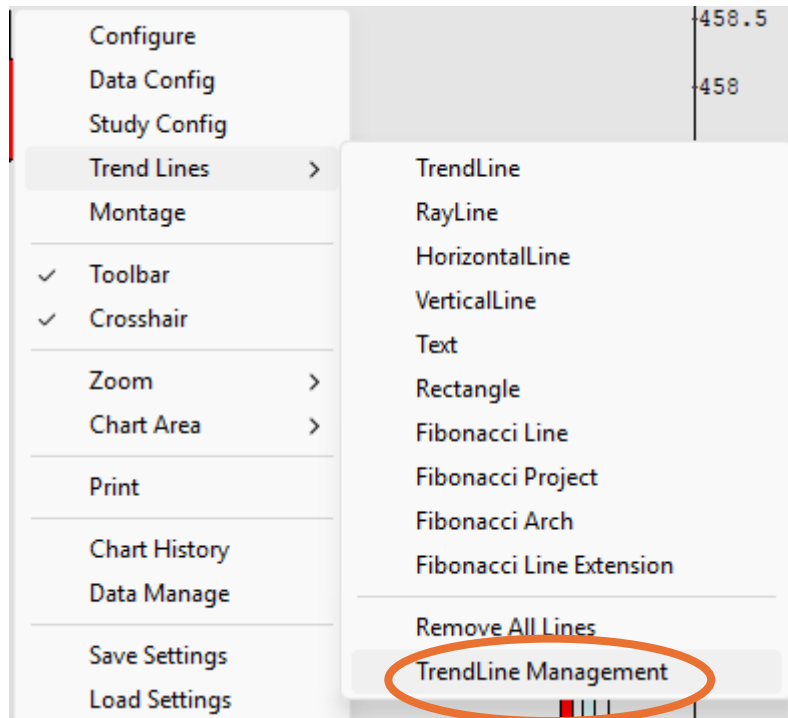 Configure
Data Config
Study Config
Trend Lines
Montage
Toolbar
Crosshair
Zoom
Chart Area
Print
Chart History
Data Manage
Save Settings
Load Settings
TrendLine
RayLine
HorizontalLine
VerticalLine
Text
Rectangle
Fibonacci Line
Fibonacci Project
Fibonacci Arch
Fibonacci Line Extension
Remove All Lines
TrendLine Management
458.5
458